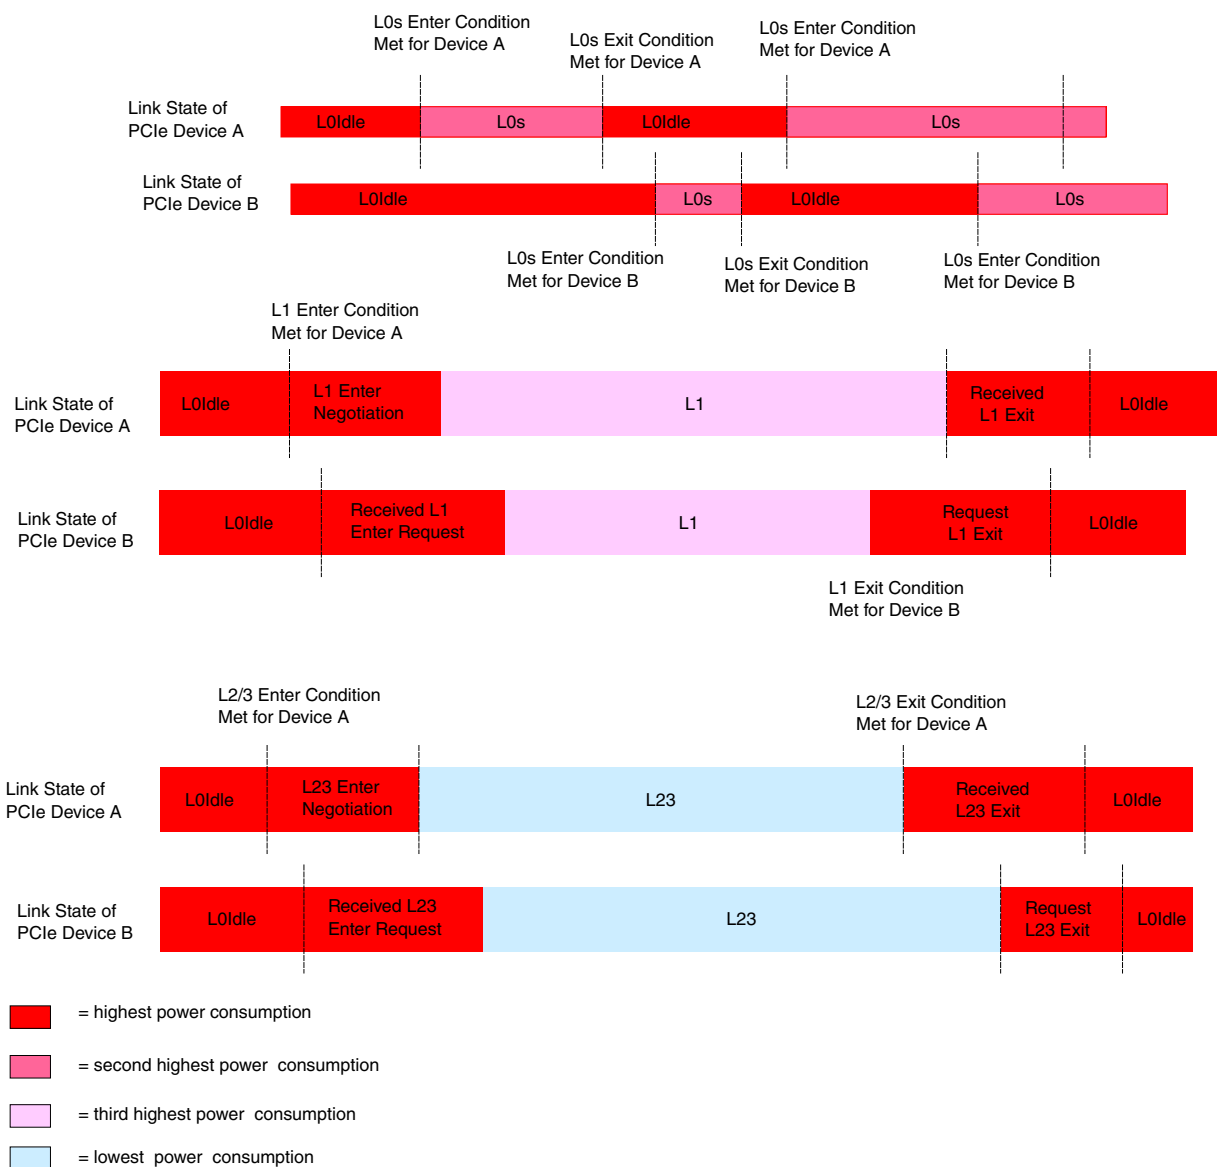 L0s Enter Condition
Met for Device A
L0s Exit Condition
Met for Device A
L0s Enter Condition
Met for Device A
Link State of
PCIe Device A
L0Idle
L0s
L0Idle
L0s
Link State of
PCIe Device B
L0Idle
L0s
L0Idle
L0s
L0s Enter Condition
Met for Device B
L0s Exit Condition
Met for Device B
L0s Enter Condition
Met for Device B
L1 Enter Condition
Met for Device A
Link State of
PCIe Device A
L0Idle
L1 Enter
Negotiation
L1
Received
L1 Exit
L0Idle
Link State of
PCIe Device B
L0Idle
Received L1
Enter Request
L1
Request
L1 Exit
L0Idle
L1 Exit Condition
Met for Device B
L2/3 Enter Condition
Met for Device A
L2/3 Exit Condition
Met for Device A
Link State of
PCIe Device A
L0Idle
L23 Enter
Negotiation
L23
Received
L23 Exit
L0Idle
Link State of
PCIe Device B
L0Idle
Received L23
Enter Request
L23
Request
L23 Exit
L0Idle
= highest power consumption
= second highest power consumption
= third highest power consumption
= lowest power consumption